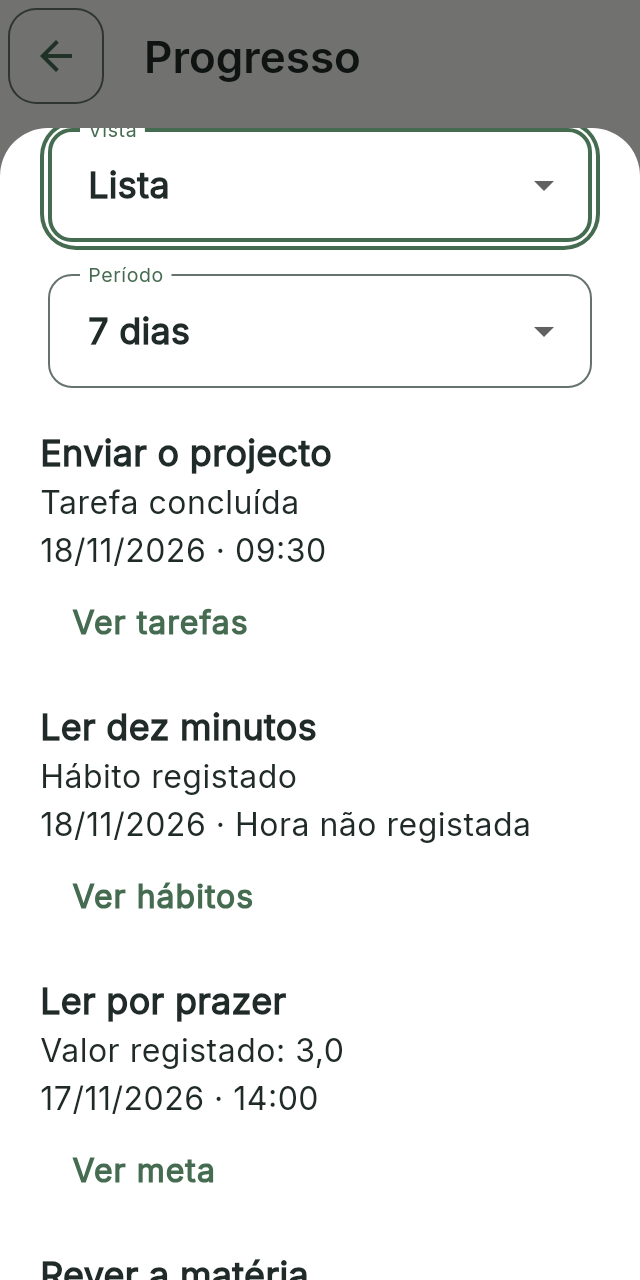 Progresso
Vista
Lista
Período
7 dias
Enviar o projecto
Tarefa concluída
18/11/2026 · 09:30
Ver tarefas
Ler dez minutos
Hábito registado
18/11/2026 · Hora não registada
Ver hábitos
Ler por prazer
Valor registado: 3,0
17/11/2026 · 14:00
Ver meta
Rever a matéria